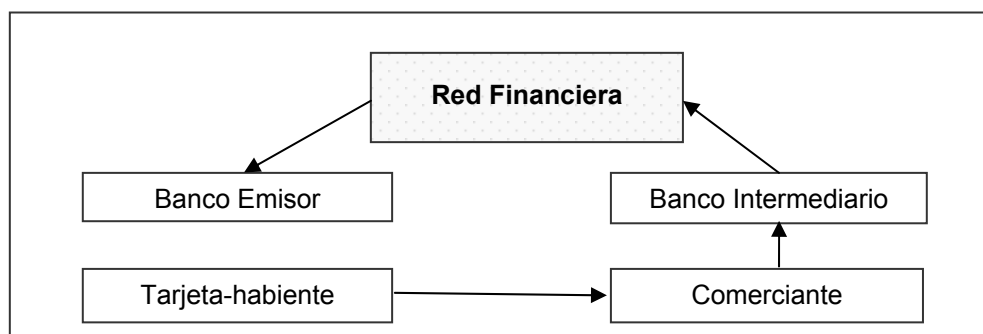 Red Financiera
Banco Emisor
Banco Intermediario
Tarjeta-habiente
Comerciante